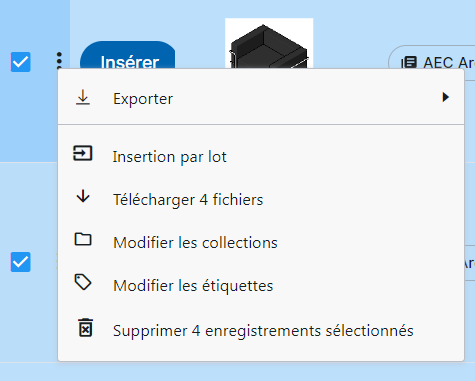 Insérer
AEC Ar
Exporter
Insertion par lot
Télécharger 4 fichiers
Modifier les collections
Modifier les étiquettes
Supprimer 4 enregistrements sélectionnés